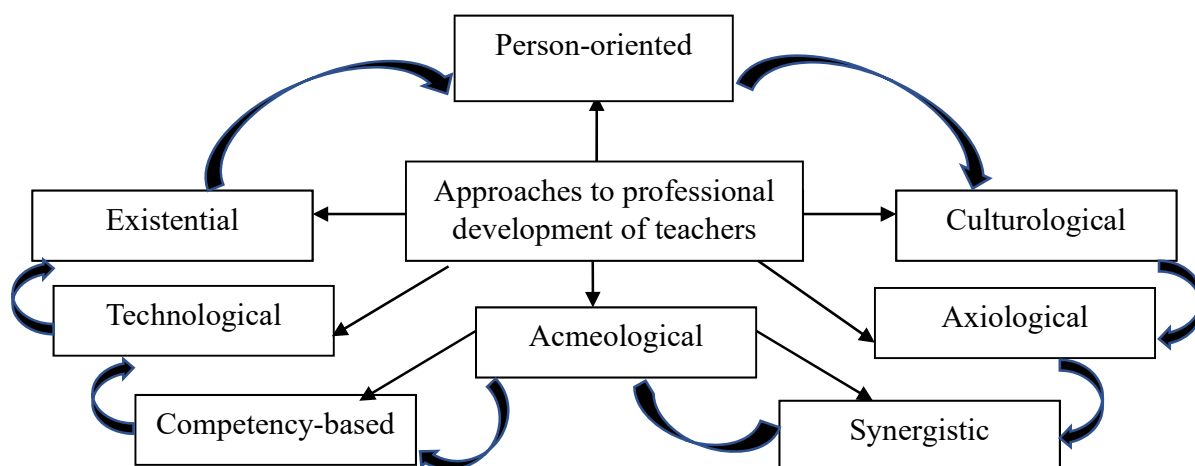 Person-oriented
Approaches to professional
development of teachers
Existential
Culturological
Technological
Acmeological
Axiological
Competency-based
Synergistic